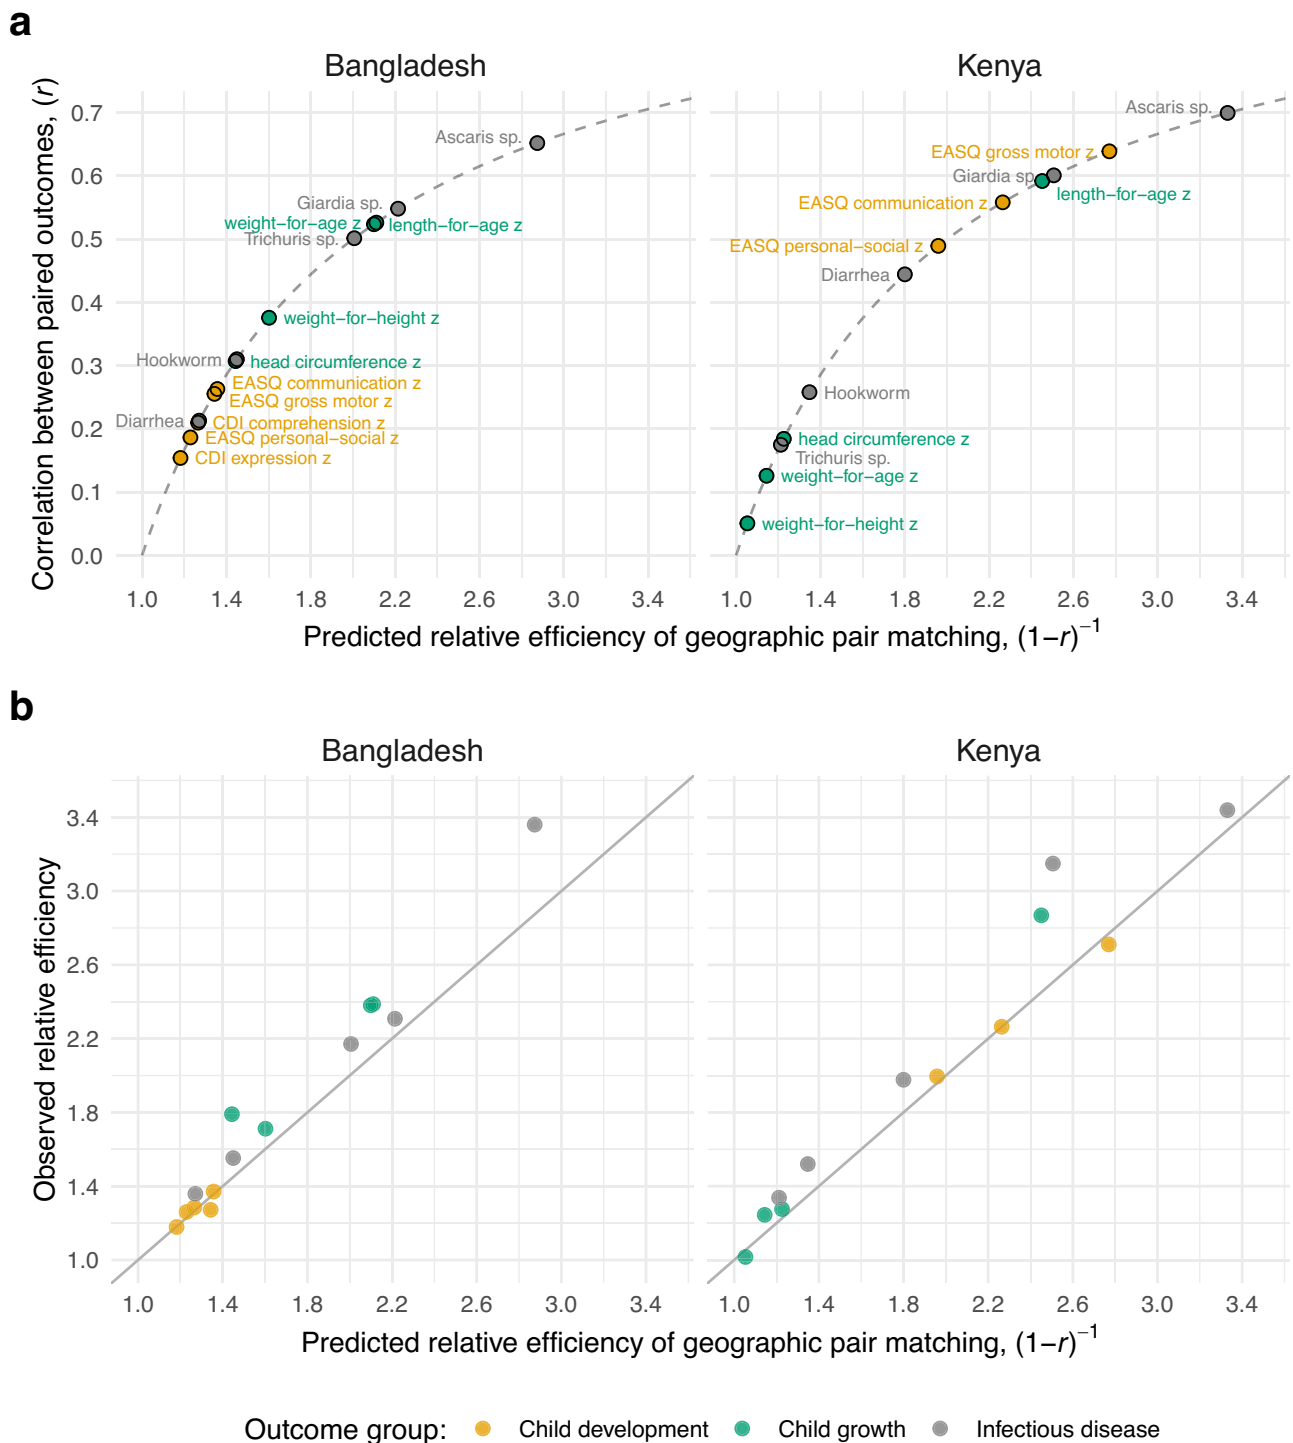 a
Bangladesh
Kenya
Correlation between paired outcomes, (r)
0.7
0.6
0.5
0.4
0.3
0.2
0.1
0.0
Ascaris sp.
Giardia sp.
weight−for−age z
length−for−age z
Trichuris sp.
weight−for−height z
Hookworm
head circumference z
EASQ communication z
EASQ gross motor z
Diarrhea
CDI comprehension z
EASQ personal−social z
CDI expression z
Ascaris sp.
EASQ gross motor z
Giardia sp.
length−for−age z
EASQ communication z
EASQ personal−social z
Diarrhea
Hookworm
head circumference z
Trichuris sp.
weight−for−age z
weight−for−height z
1.0 1.4 1.8 2.2 2.6 3.0 3.4
1.0 1.4 1.8 2.2 2.6 3.0 3.4
Predicted relative efficiency of geographic pair matching, (1−r)⁻¹
b
Bangladesh
Kenya
Observed relative efficiency
3.4
3.0
2.6
2.2
1.8
1.4
1.0
1.0 1.4 1.8 2.2 2.6 3.0 3.4
1.0 1.4 1.8 2.2 2.6 3.0 3.4
Predicted relative efficiency of geographic pair matching, (1−r)⁻¹
Outcome group: Child development Child growth Infectious disease